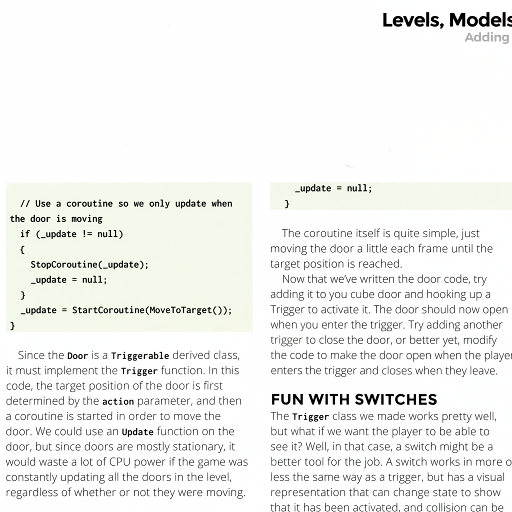 Levels, Models
Adding
// Use a coroutine so we only update when
the door is moving
if (_update != null)
{
StopCoroutine(_update);
_update = null;
}
_update = StartCoroutine(MoveToTarget());
}
Since the Door is a Triggerable derived class,
it must implement the Trigger function. In this
code, the target position of the door is first
determined by the action parameter, and then
a coroutine is started in order to move the
door. We could use an Update function on the
door, but since doors are mostly stationary, it
would waste a lot of CPU power if the game was
constantly updating all the doors in the level,
regardless of whether or not they were moving.
_update = null;
}
The coroutine itself is quite simple, just
moving the door a little each frame until the
target position is reached.
Now that we've written the door code, try
adding it to you cube door and hooking up a
Trigger to activate it. The door should now open
when you enter the trigger. Try adding another
trigger to close the door, or better yet, modify
the code to make the door open when the player
enters the trigger and closes when they leave.
FUN WITH SWITCHES
The Trigger class we made works pretty well,
but what if we want the player to be able to
see it? Well, in that case, a switch might be a
better tool for the job. A switch works in more o
less the same way as a trigger, but has a visual
representation that can change state to show
that it has been activated, and collision can be